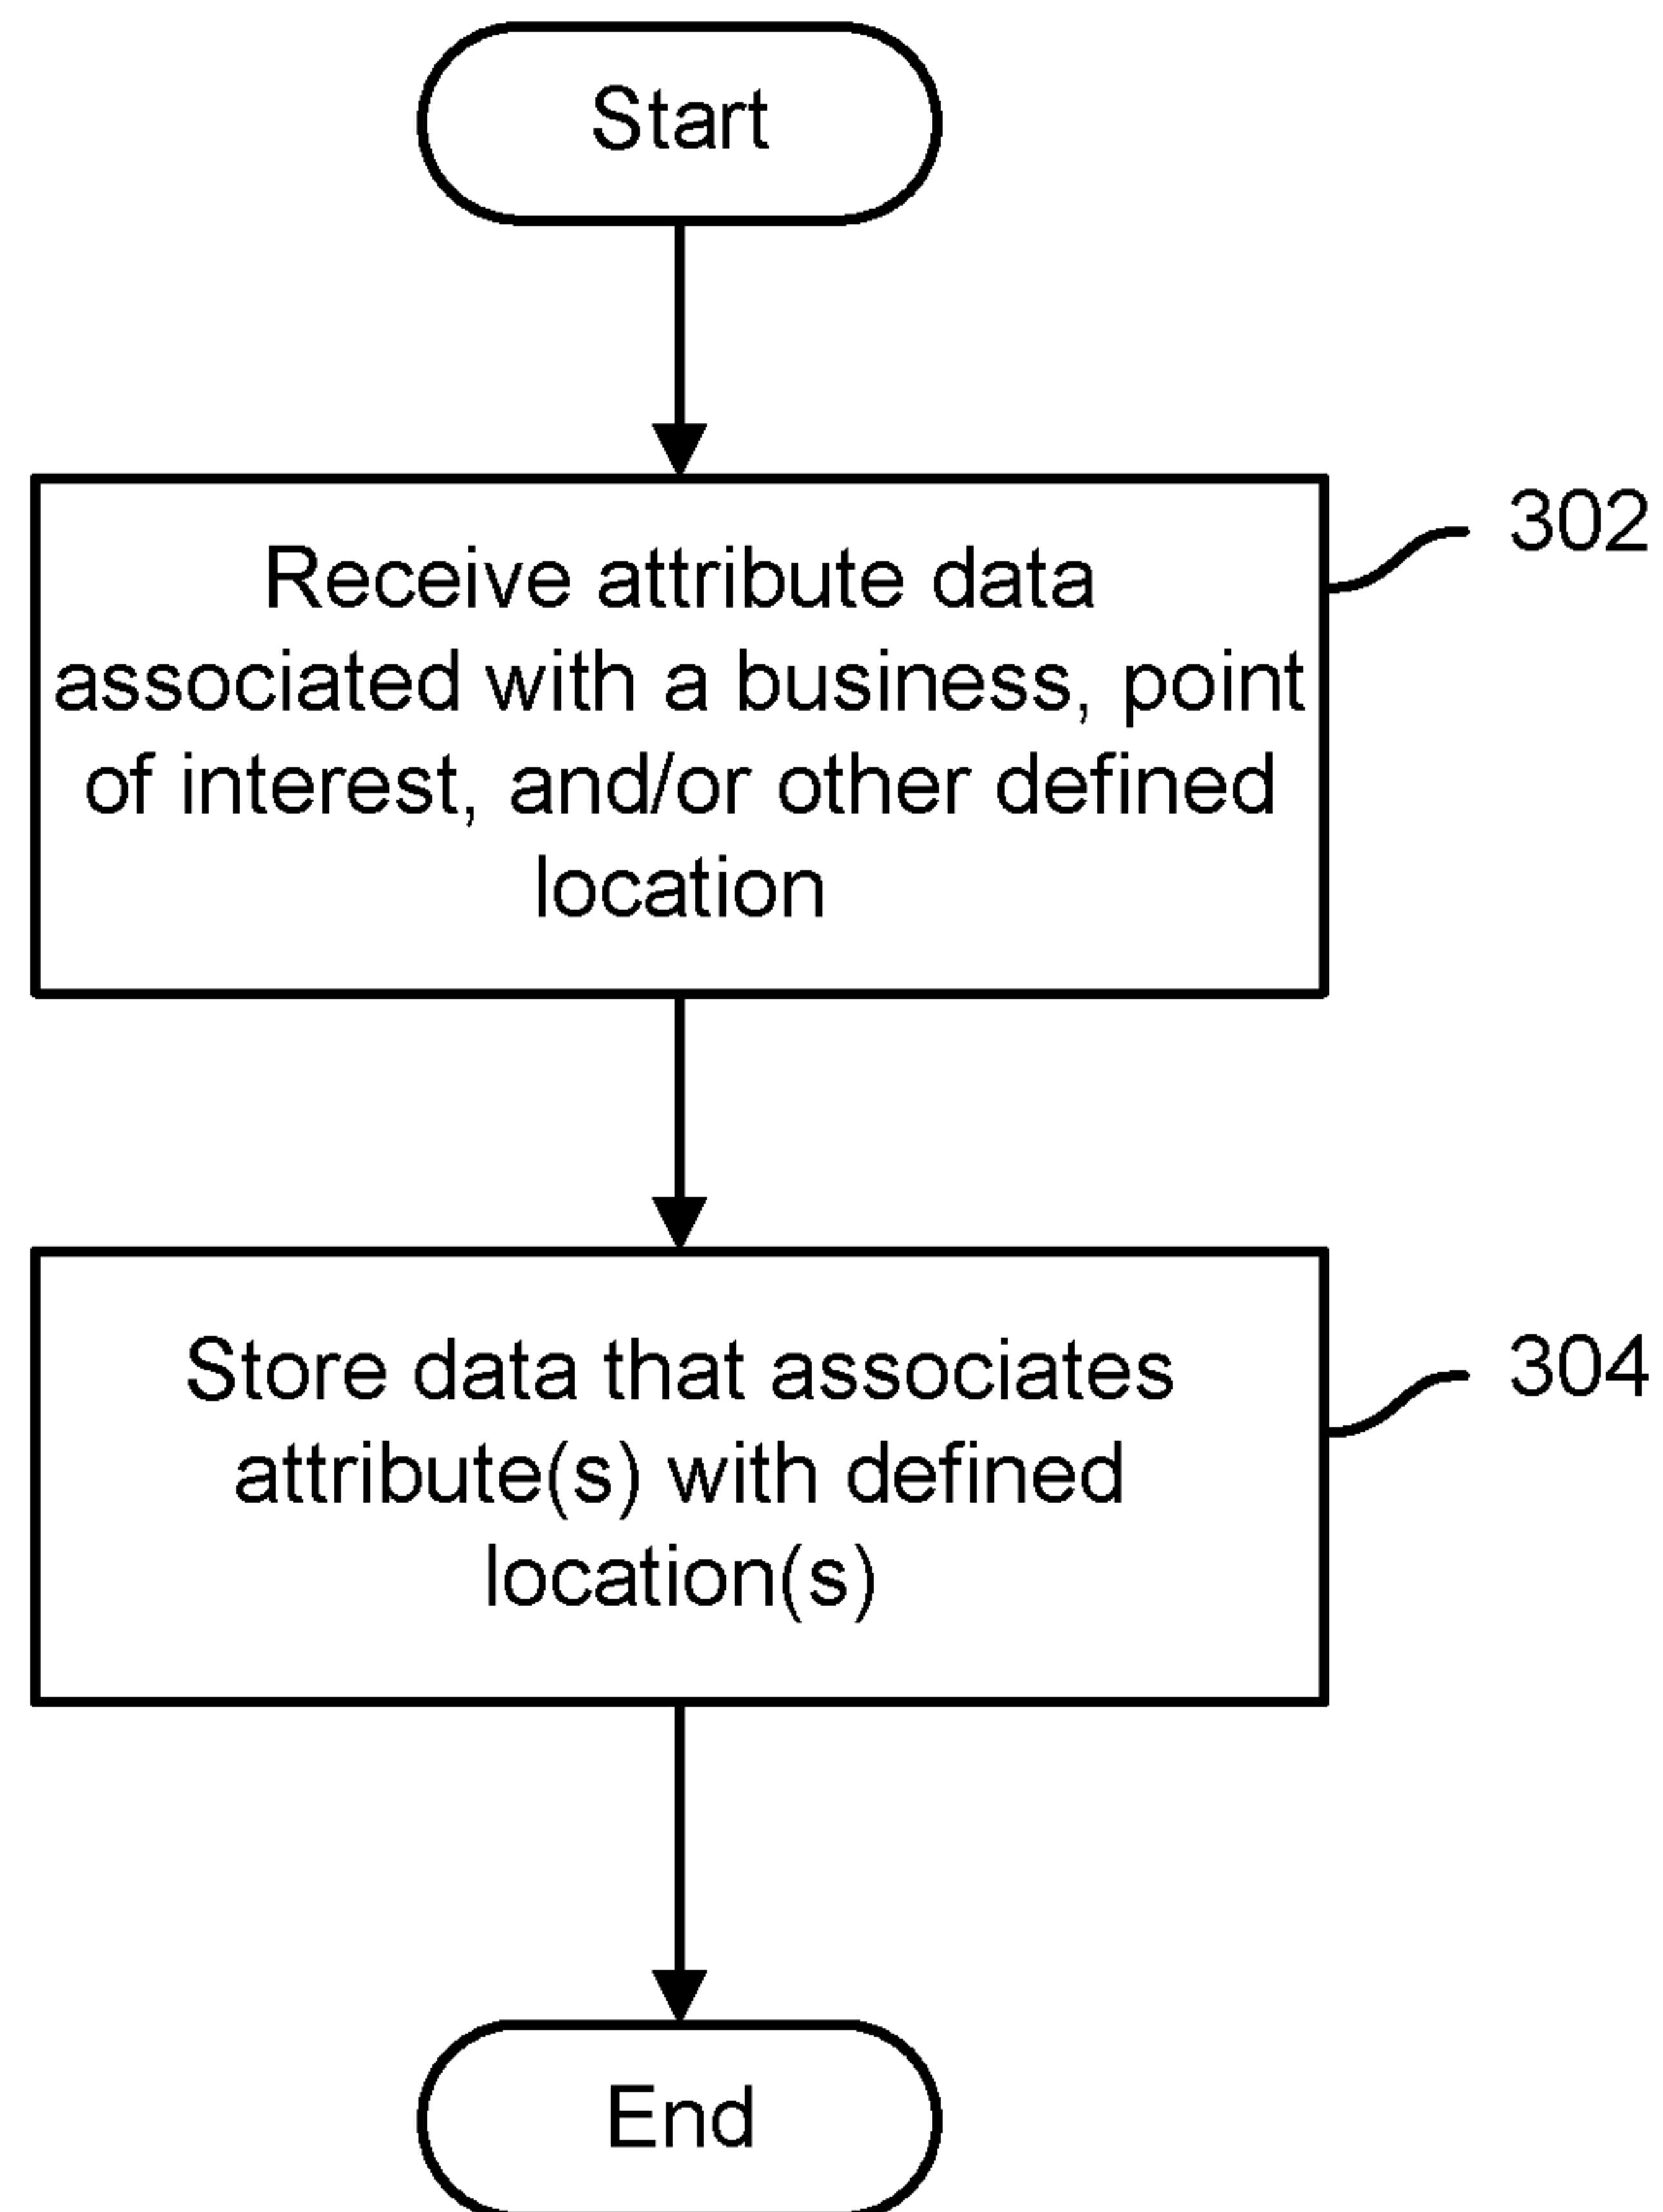 Start
302
Receive attribute data
associated with a business, point
of interest, and/or other defined
location
304
Store data that associates
attribute(s) with defined
location(s)
End